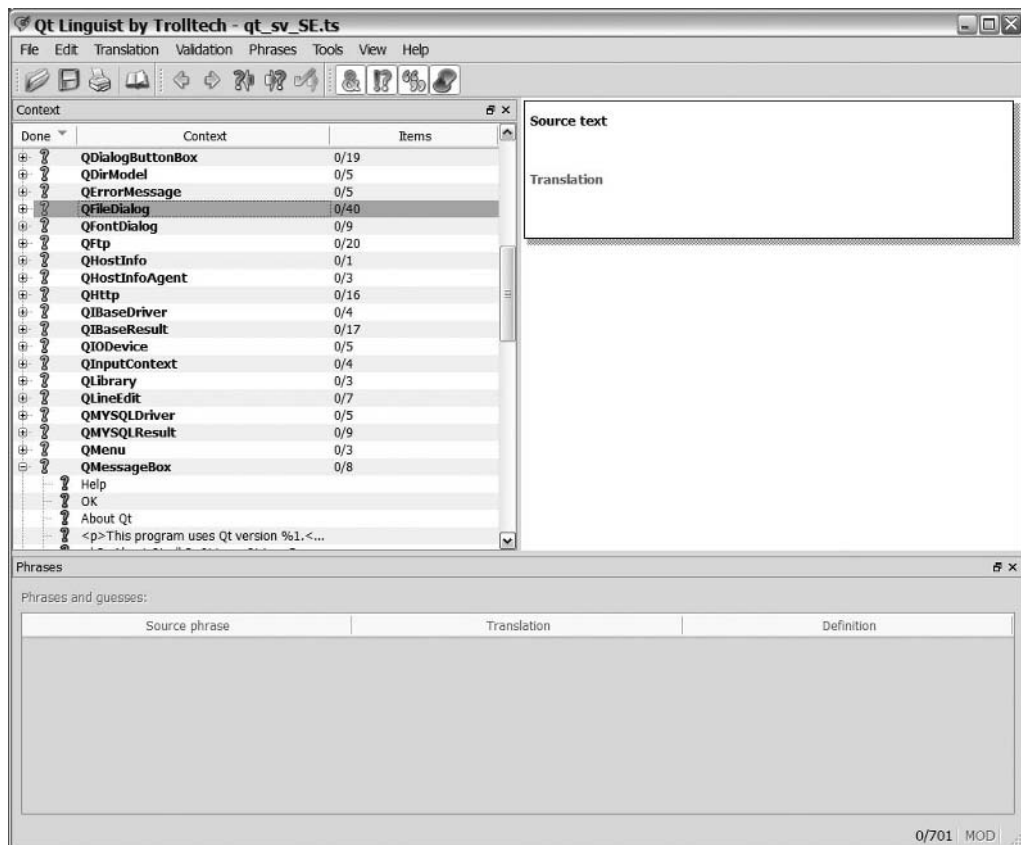 Qt Linguist by Trolltech - qt_sv_SE.ts
File Edit Translation Validation Phrases Tools View Help
Context
Done Context Items
QDialogButtonBox 0/19
QDirModel 0/5
QErrorMessage 0/5
QFileDialog 0/40
QFontDialog 0/9
QFtp 0/20
QHostInfo 0/1
QHostInfoAgent 0/3
QHttp 0/16
QIBaseDriver 0/4
QIBaseResult 0/17
QIODevice 0/5
QInputContext 0/4
QLibrary 0/3
QLineEdit 0/7
QMYSQLDriver 0/5
QMYSQLResult 0/9
QMenu 0/3
QMessageBox 0/8
Help
OK
About Qt
<p>This program uses Qt version %1.<...
Source text
Translation
Phrases
Phrases and guesses:
Source phrase Translation Definition
0/701 MOD